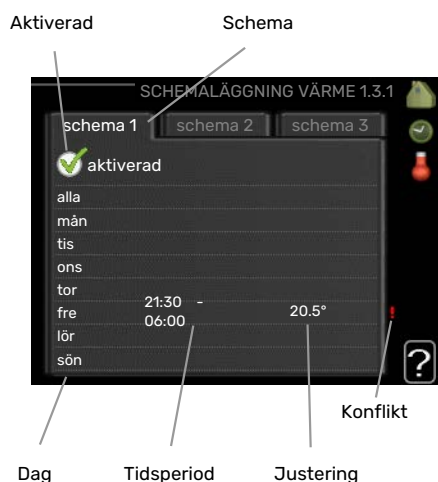 Aktiverad Schema
SCHEMALÄGGNING VÄRME 1.3.1
schema 1 schema 2 schema 3
aktiverad
alla
mån
tis
ons
tor
fre 21:30 - 06:00 20.5° !
lör
sön
?
Konflikt
Dag Tidsperiod Justering